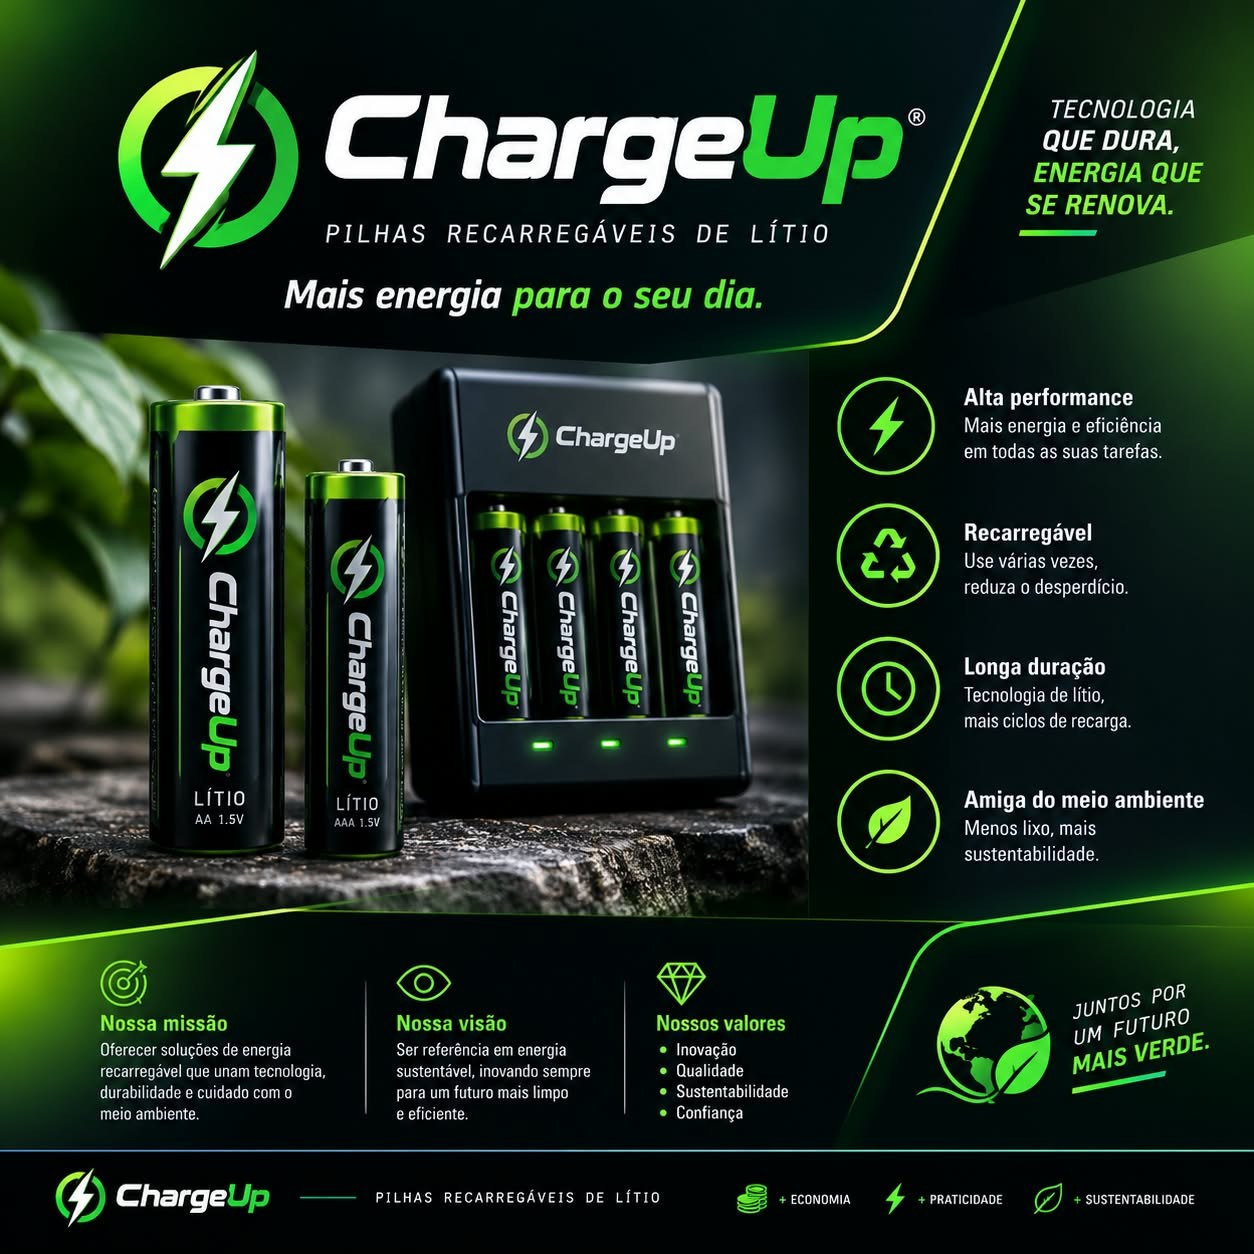 ChargeUp®
PILHAS RECARREGÁVEIS DE LÍTIO
Mais energia para o seu dia.
TECNOLOGIA
QUE DURA,
ENERGIA QUE
SE RENOVA.
ChargeUp
LÍTIO
AA 1.5V
ChargeUp
LÍTIO
AAA 1.5V
ChargeUp
ChargeUp
ChargeUp
ChargeUp
ChargeUp
Alta performance
Mais energia e eficiência
em todas as suas tarefas.
Recarregável
Use várias vezes,
reduza o desperdício.
Longa duração
Tecnologia de lítio,
mais ciclos de recarga.
Amiga do meio ambiente
Menos lixo, mais
sustentabilidade.
Nossa missão
Oferecer soluções de energia
recarregável que unam tecnologia,
durabilidade e cuidado com o
meio ambiente.
Nossa visão
Ser referência em energia
sustentável, inovando sempre
para um futuro mais limpo
e eficiente.
Nossos valores
• Inovação
• Qualidade
• Sustentabilidade
• Confiança
JUNTOS POR
UM FUTURO
MAIS VERDE.
ChargeUp
PILHAS RECARREGÁVEIS DE LÍTIO
+ ECONOMIA
+ PRATICIDADE
+ SUSTENTABILIDADE